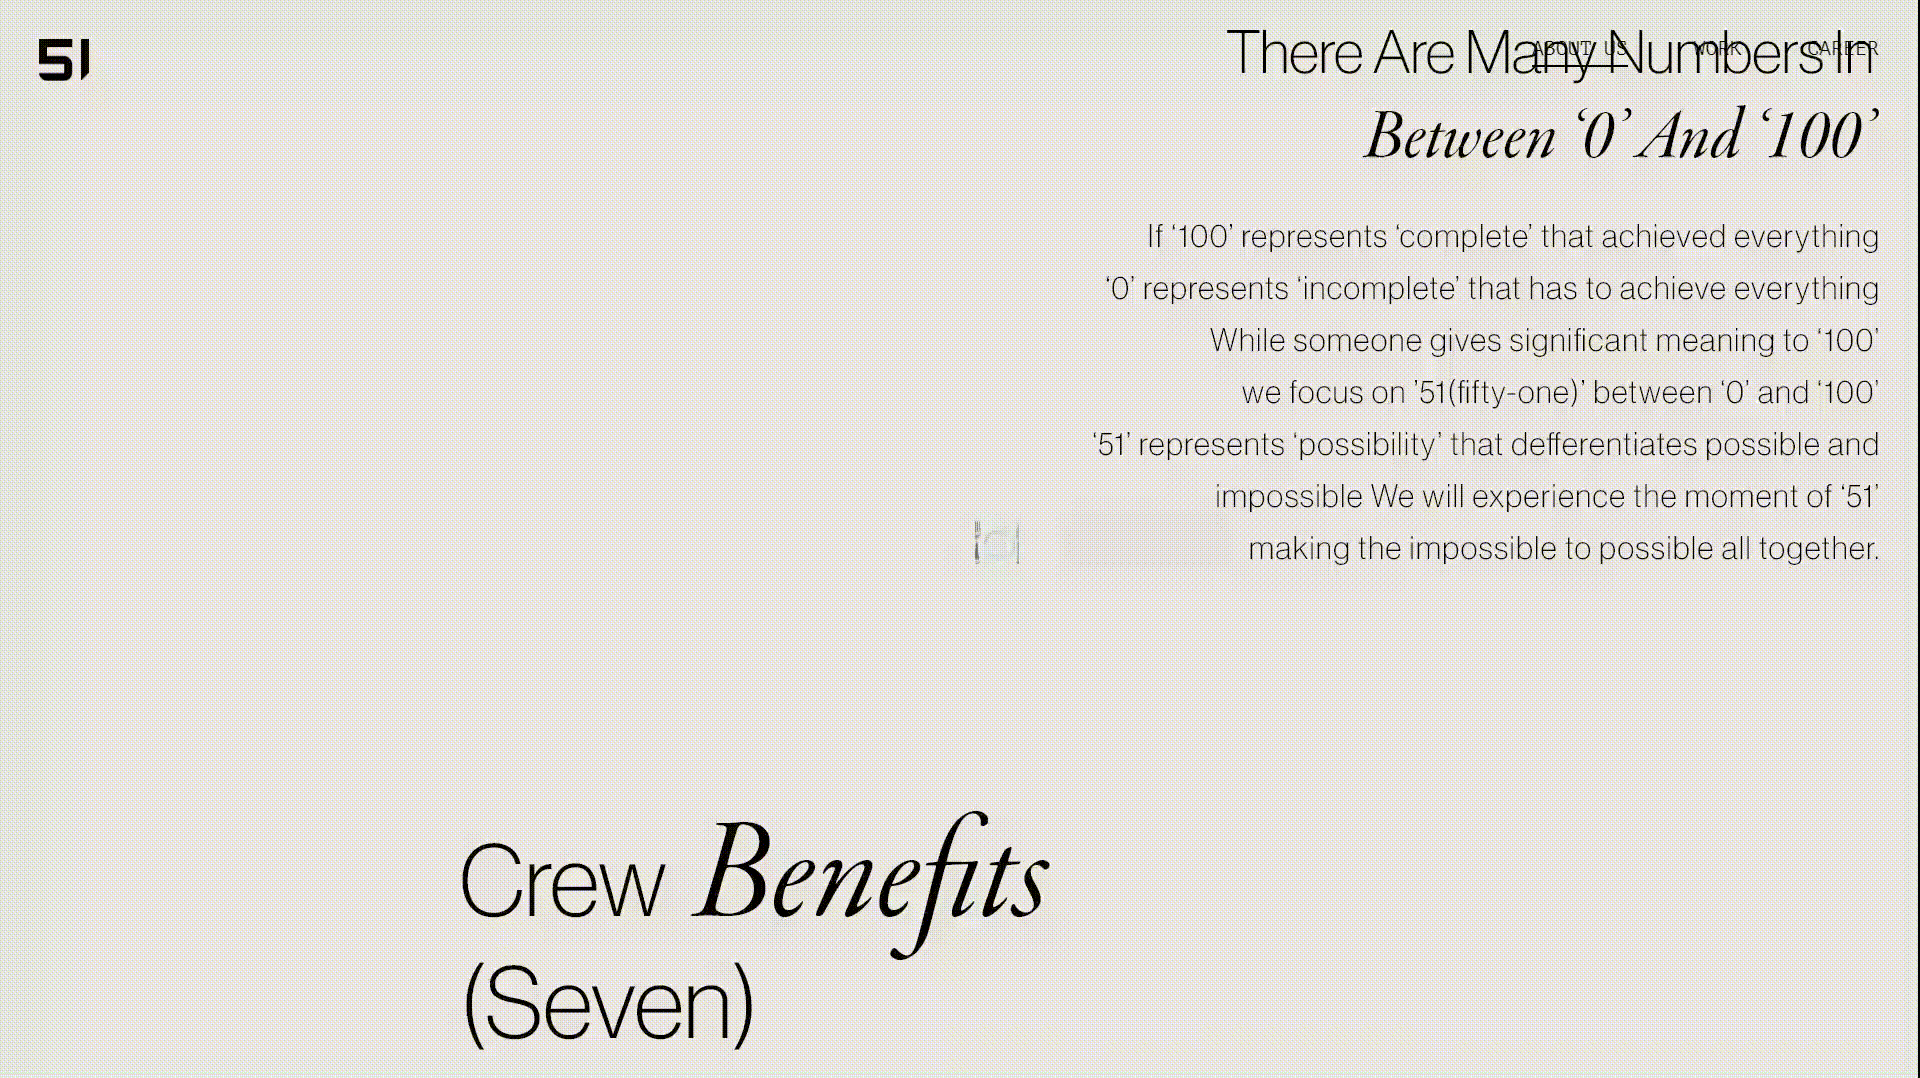 51
ABOUT US
WORK
CAREER
There Are Many Numbers In
Between ‘0’ And ‘100’
If ‘100’ represents ‘complete’ that achieved everything
‘0’ represents ‘incomplete’ that has to achieve everything
While someone gives significant meaning to ‘100’
we focus on ’51(fifty-one)’ between ‘0’ and ‘100’
‘51’ represents ‘possibility’ that defferentiates possible and
impossible We will experience the moment of ‘51’
making the impossible to possible all together.
Crew Benefits
(Seven)